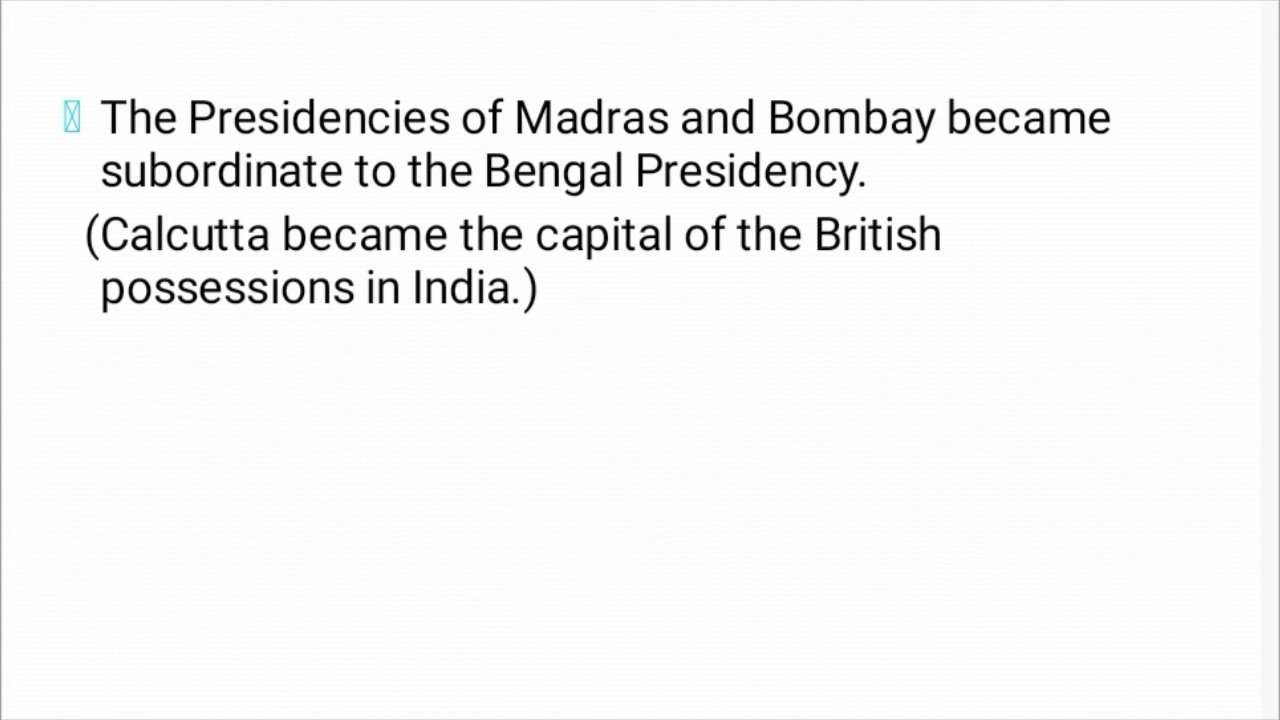 The Presidencies of Madras and Bombay became
subordinate to the Bengal Presidency.
(Calcutta became the capital of the British
possessions in India.)